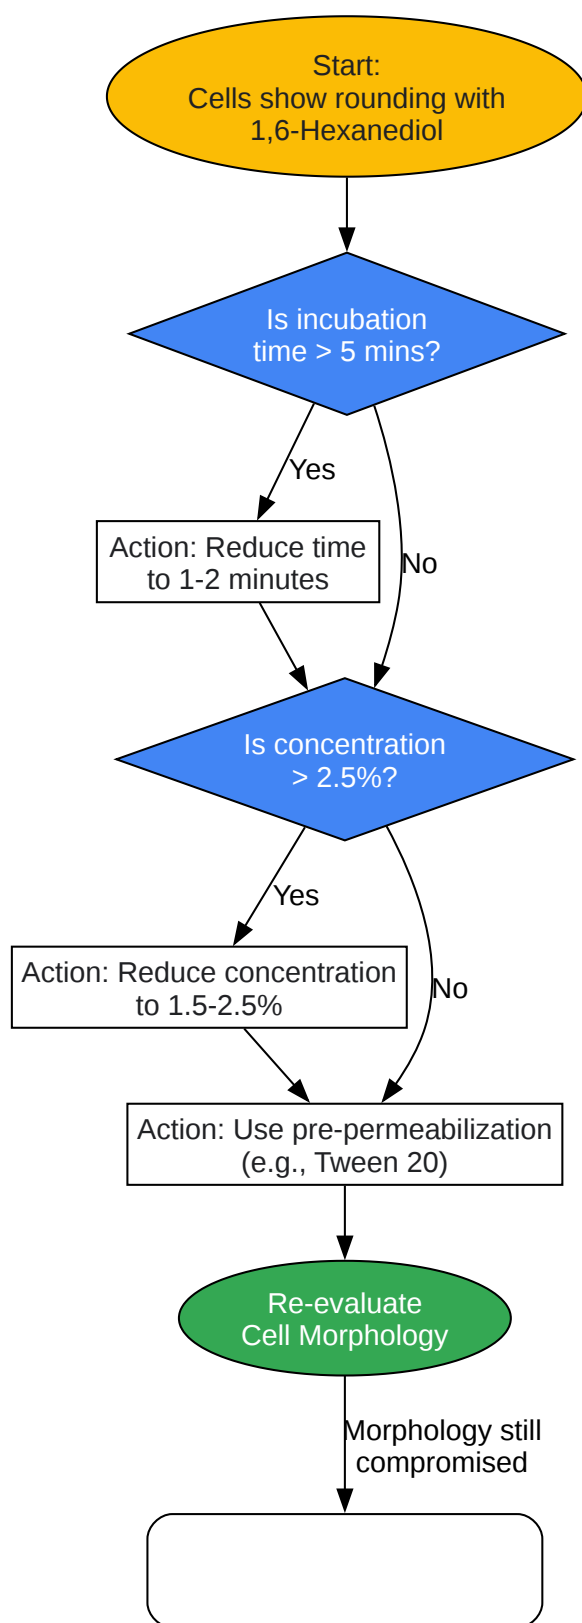 Start:
Cells show rounding with
1,6-Hexanediol
Is incubation
time > 5 mins?
Yes
Action: Reduce time
to 1-2 minutes
No
Is concentration
> 2.5%?
Yes
Action: Reduce concentration
to 1.5-2.5%
No
Action: Use pre-permeabilization
(e.g., Tween 20)
Re-evaluate
Cell Morphology
Morphology still
compromised